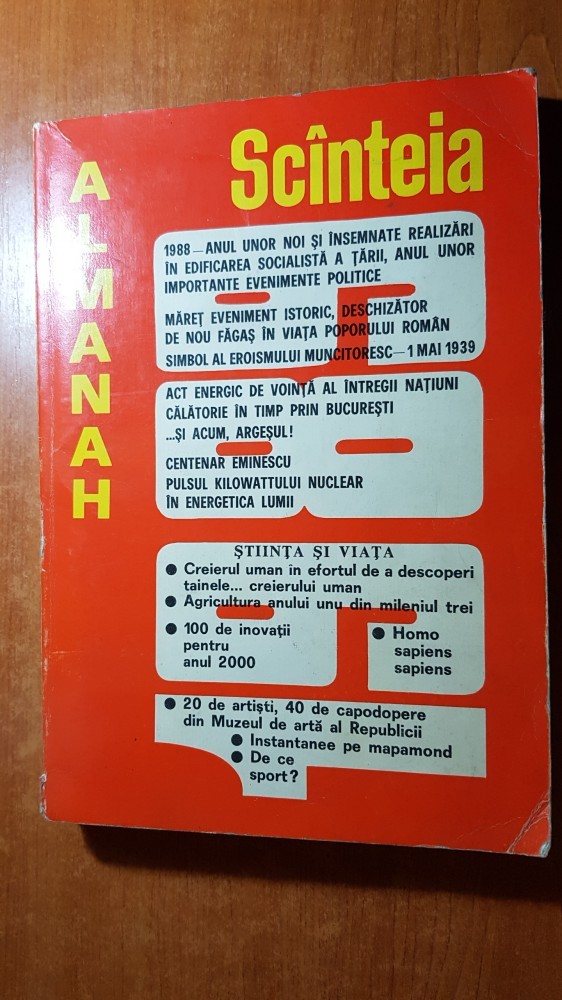 ALMANAH
Scînteia
1988 — ANUL UNOR NOI ȘI ÎNSEMNATE REALIZĂRI
ÎN EDIFICAREA SOCIALISTĂ A ȚĂRII, ANUL UNOR
IMPORTANTE EVENIMENTE POLITICE
MĂREȚ EVENIMENT ISTORIC, DESCHIZĂTOR
DE NOU FĂGAȘ ÎN VIAȚA POPORULUI ROMÂN
SIMBOL AL EROISMULUI MUNCITORESC — 1 MAI 1939
ACT ENERGIC DE VOINȚĂ AL ÎNTREGII NAȚIUNI
CĂLĂTORIE ÎN TIMP PRIN BUCUREȘTI
...ȘI ACUM, ARGEȘUL!
CENTENAR EMINESCU
PULSUL KILOWATTULUI NUCLEAR
ÎN ENERGETICA LUMII
ȘTIINȚA ȘI VIAȚA
● Creierul uman în efortul de a descoperi
tainele... creierului uman
● Agricultura anului unu din mileniul trei
● 100 de inovații
pentru
anul 2000
● Homo
sapiens
sapiens
● 20 de artiști, 40 de capodopere
din Muzeul de artă al Republicii
● Instantanee pe mapamond
● De ce
sport?